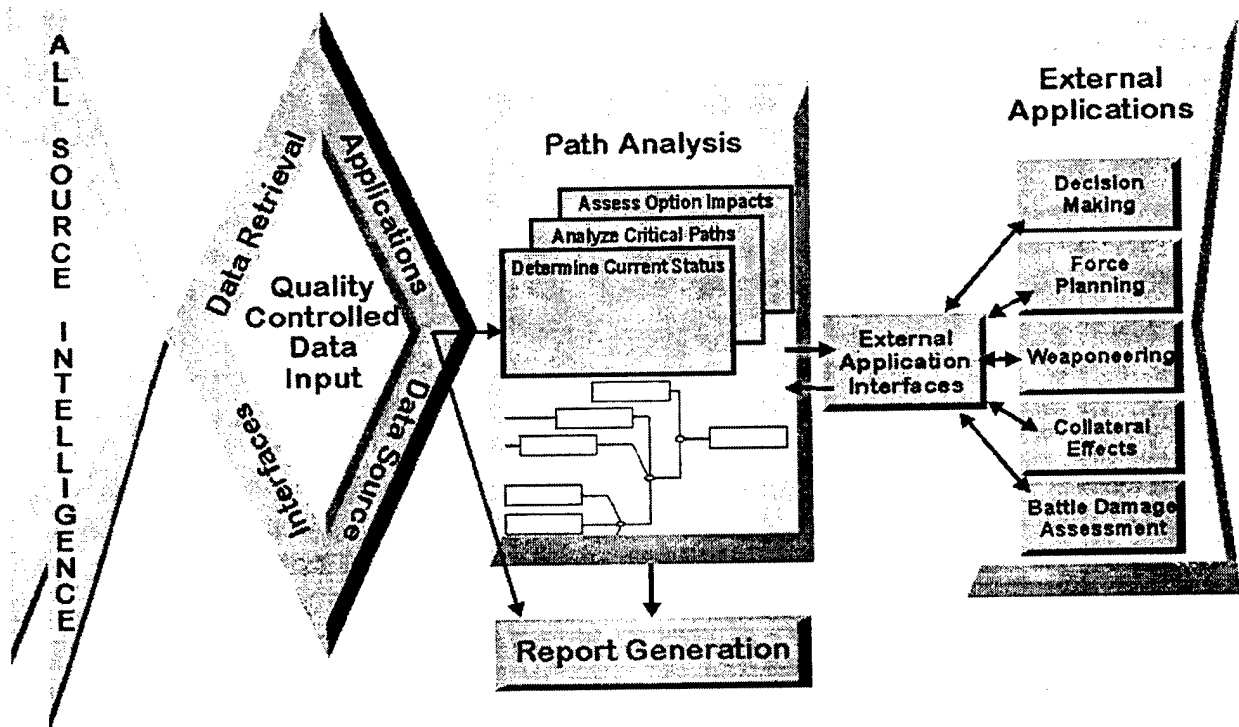 ALL SOURCE INTELLIGENCE
Data Retrieval
Interfaces
Applications
Data Source
Quality
Controlled
Data
Input
Path Analysis
Assess Option Impacts
Analyze Critical Paths
Determine Current Status
Report Generation
External
Application
Interfaces
External
Applications
Decision
Making
Force
Planning
Weaponeering
Collateral
Effects
Battle Damage
Assessment